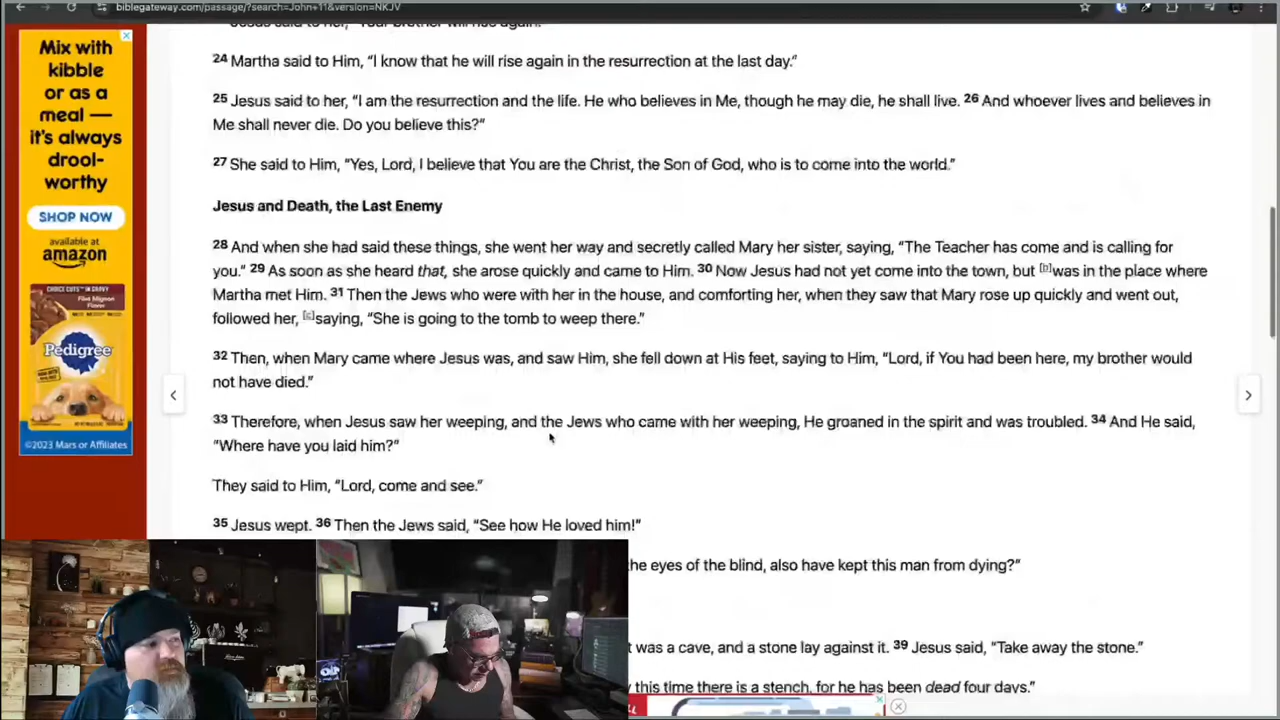 biblegateway.com/passage/?search=John+11&version=NKJV
Jesus said to her, "Your brother will rise again."
24 Martha said to Him, “I know that he will rise again in the resurrection at the last day.”
25 Jesus said to her, “I am the resurrection and the life. He who believes in Me, though he may die, he shall live. 26 And whoever lives and believes in
Me shall never die. Do you believe this?”
27 She said to Him, “Yes, Lord, I believe that You are the Christ, the Son of God, who is to come into the world.”
Jesus and Death, the Last Enemy
28 And when she had said these things, she went her way and secretly called Mary her sister, saying, “The Teacher has come and is calling for
you.” 29 As soon as she heard that, she arose quickly and came to Him. 30 Now Jesus had not yet come into the town, but [b]was in the place where
Martha met Him. 31 Then the Jews who were with her in the house, and comforting her, when they saw that Mary rose up quickly and went out,
followed her, [c]saying, “She is going to the tomb to weep there.”
32 Then, when Mary came where Jesus was, and saw Him, she fell down at His feet, saying to Him, “Lord, if You had been here, my brother would
not have died.”
33 Therefore, when Jesus saw her weeping, and the Jews who came with her weeping, He groaned in the spirit and was troubled. 34 And He said,
“Where have you laid him?”
They said to Him, “Lord, come and see.”
35 Jesus wept. 36 Then the Jews said, “See how He loved him!”
he eyes of the blind, also have kept this man from dying?”
t was a cave, and a stone lay against it. 39 Jesus said, “Take away the stone.”
y this time there is a stench, for he has been dead four days.”
Mix with
kibble
or as a
meal —
it's always
drool-
worthy
SHOP NOW
available at
amazon
CHOICE CUTS IN GRAVY
Filet Mignon
Flavor
Pedigree
©2023 Mars or Affiliates